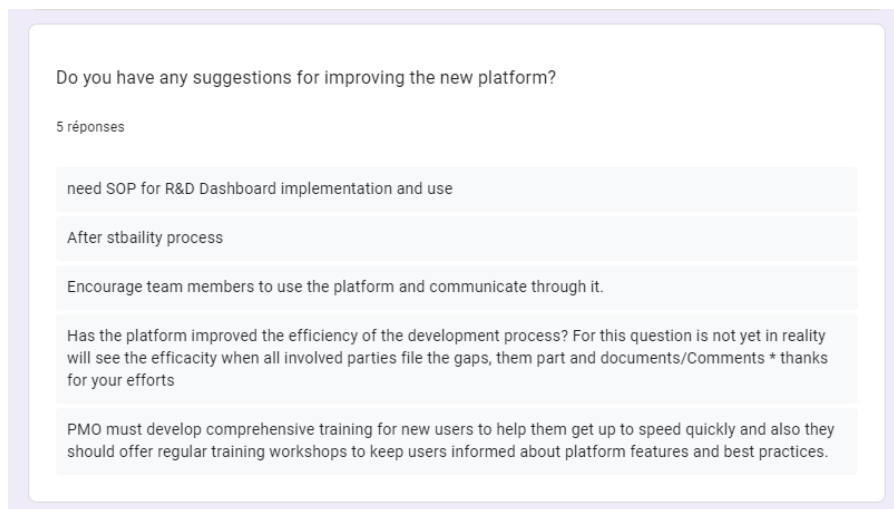 Do you have any suggestions for improving the new platform?
5 réponses
need SOP for R&D Dashboard implementation and use
After stbaility process
Encourage team members to use the platform and communicate through it.
Has the platform improved the efficiency of the development process? For this question is not yet in reality
will see the efficacity when all involved parties file the gaps, them part and documents/Comments * thanks
for your efforts
PMO must develop comprehensive training for new users to help them get up to speed quickly and also they
should offer regular training workshops to keep users informed about platform features and best practices.